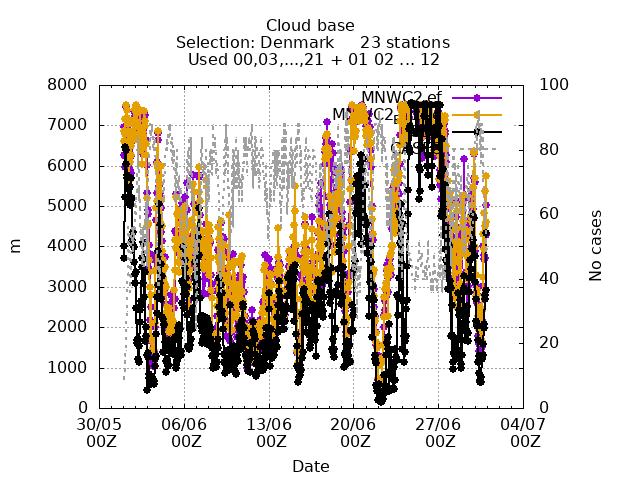 Cloud base
Selection: Denmark 23 stations
Used 00,03,...,21 + 01 02 ... 12
8000
7000
6000
5000
4000
3000
2000
1000
0
m
MNWC2 ef
100
80
60
40
20
0
No cases
30/05 06/06 13/06 20/06 27/06 04/07
00Z 00Z 00Z 00Z 00Z 00Z
Date